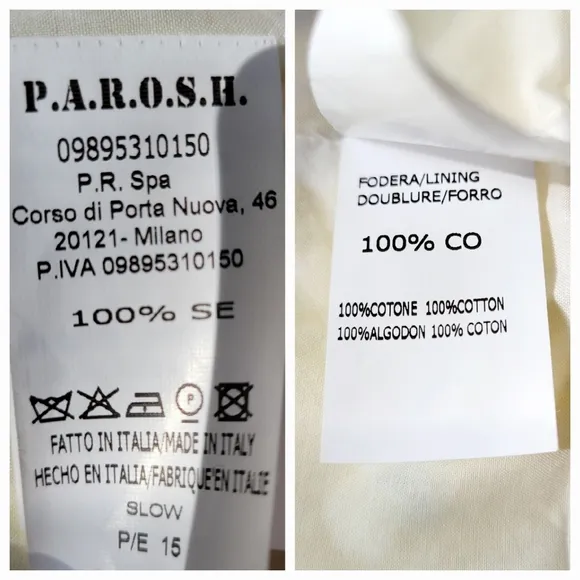 P.A.R.O.S.H.
09895310150
P.R. Spa
Corso di Porta Nuova, 46
20121- Milano
P.IVA 09895310150
100% SE
P
FATTO IN ITALIA/MADE IN ITALY
HECHO EN ITALIA/FABRIQUE'EN ITALIE
SLOW
P/E 15
FODERA/LINING
DOUBLURE/FORRO
100% CO
100%COTONE 100%COTTON
100%ALGODON 100% COTON